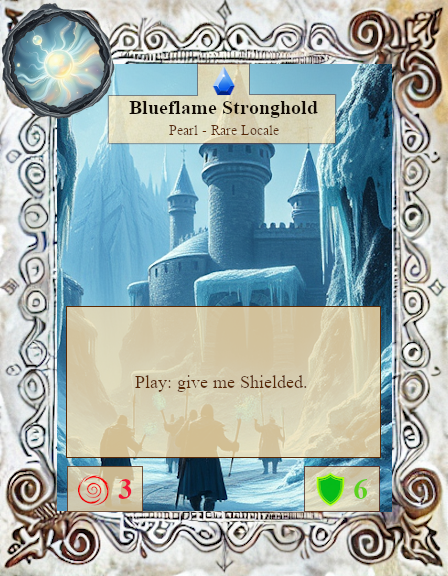 Blueflame Stronghold
Pearl - Rare Locale
Play: give me Shielded.
3
6